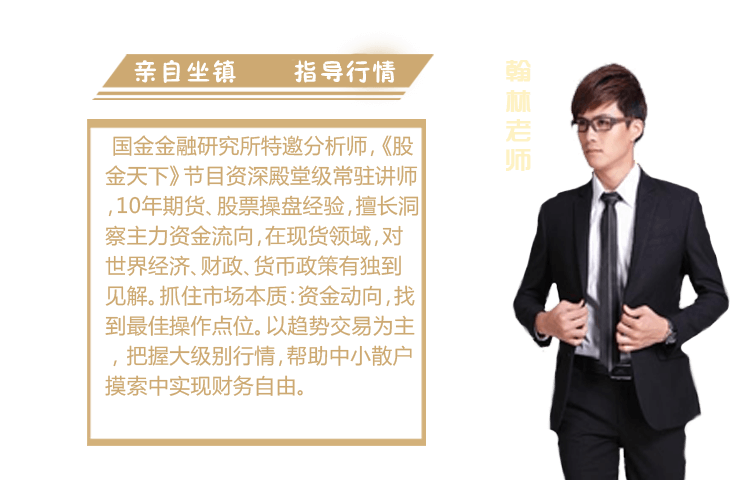 亲自坐镇 指导行情
翰林老师
国金金融研究所特邀分析师，《股
金天下》节目资深殿堂级常驻讲师
，10年期货、股票操盘经验，擅长洞
察主力资金流向，在现货领域，对
世界经济、财政、货币政策有独到
见解。抓住市场本质：资金动向，找
到最佳操作点位。以趋势交易为主
，把握大级别行情，帮助中小散户
摸索中实现财务自由。